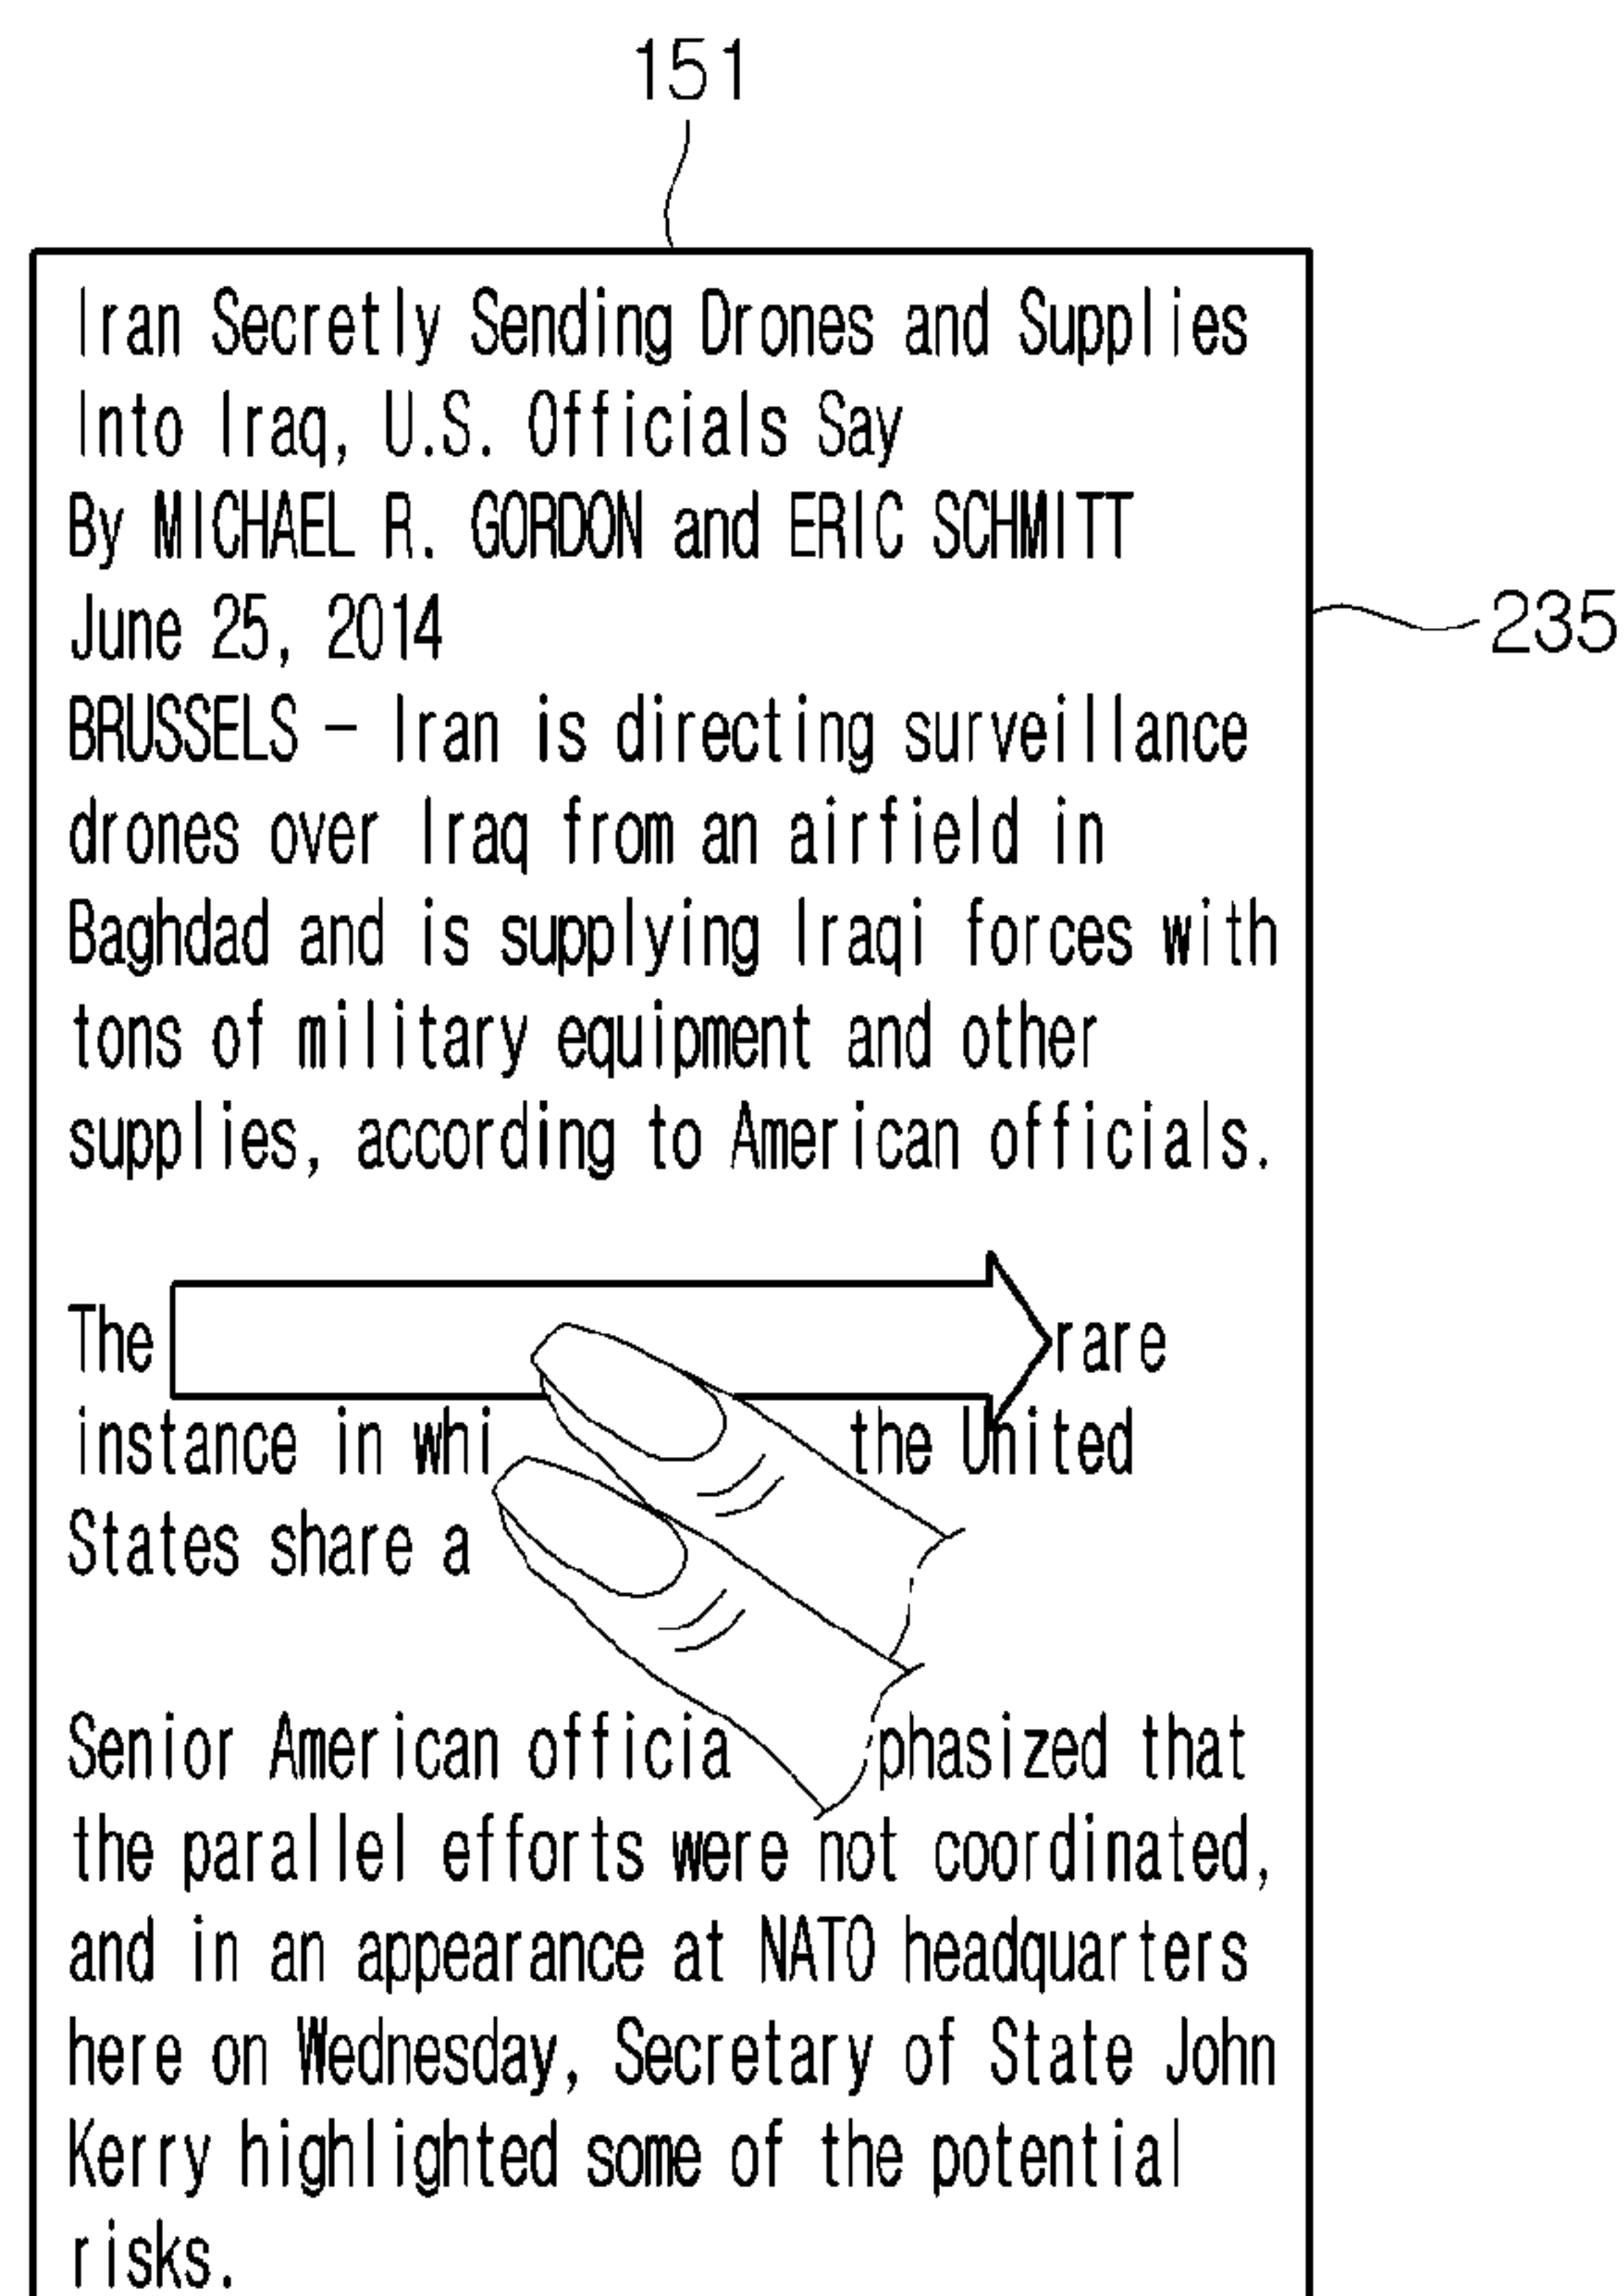 151
Iran Secretly Sending Drones and Supplies
Into Iraq, U.S. Officials Say
By MICHAEL R. GORDON and ERIC SCHMITT
June 25, 2014
235
BRUSSELS – Iran is directing surveillance
drones over Iraq from an airfield in
Baghdad and is supplying Iraqi forces with
tons of military equipment and other
supplies, according to American officials.
The rare
instance in whi the United
States share a
Senior American officia phasized that
the parallel efforts were not coordinated,
and in an appearance at NATO headquarters
here on Wednesday, Secretary of State John
Kerry highlighted some of the potential
risks.